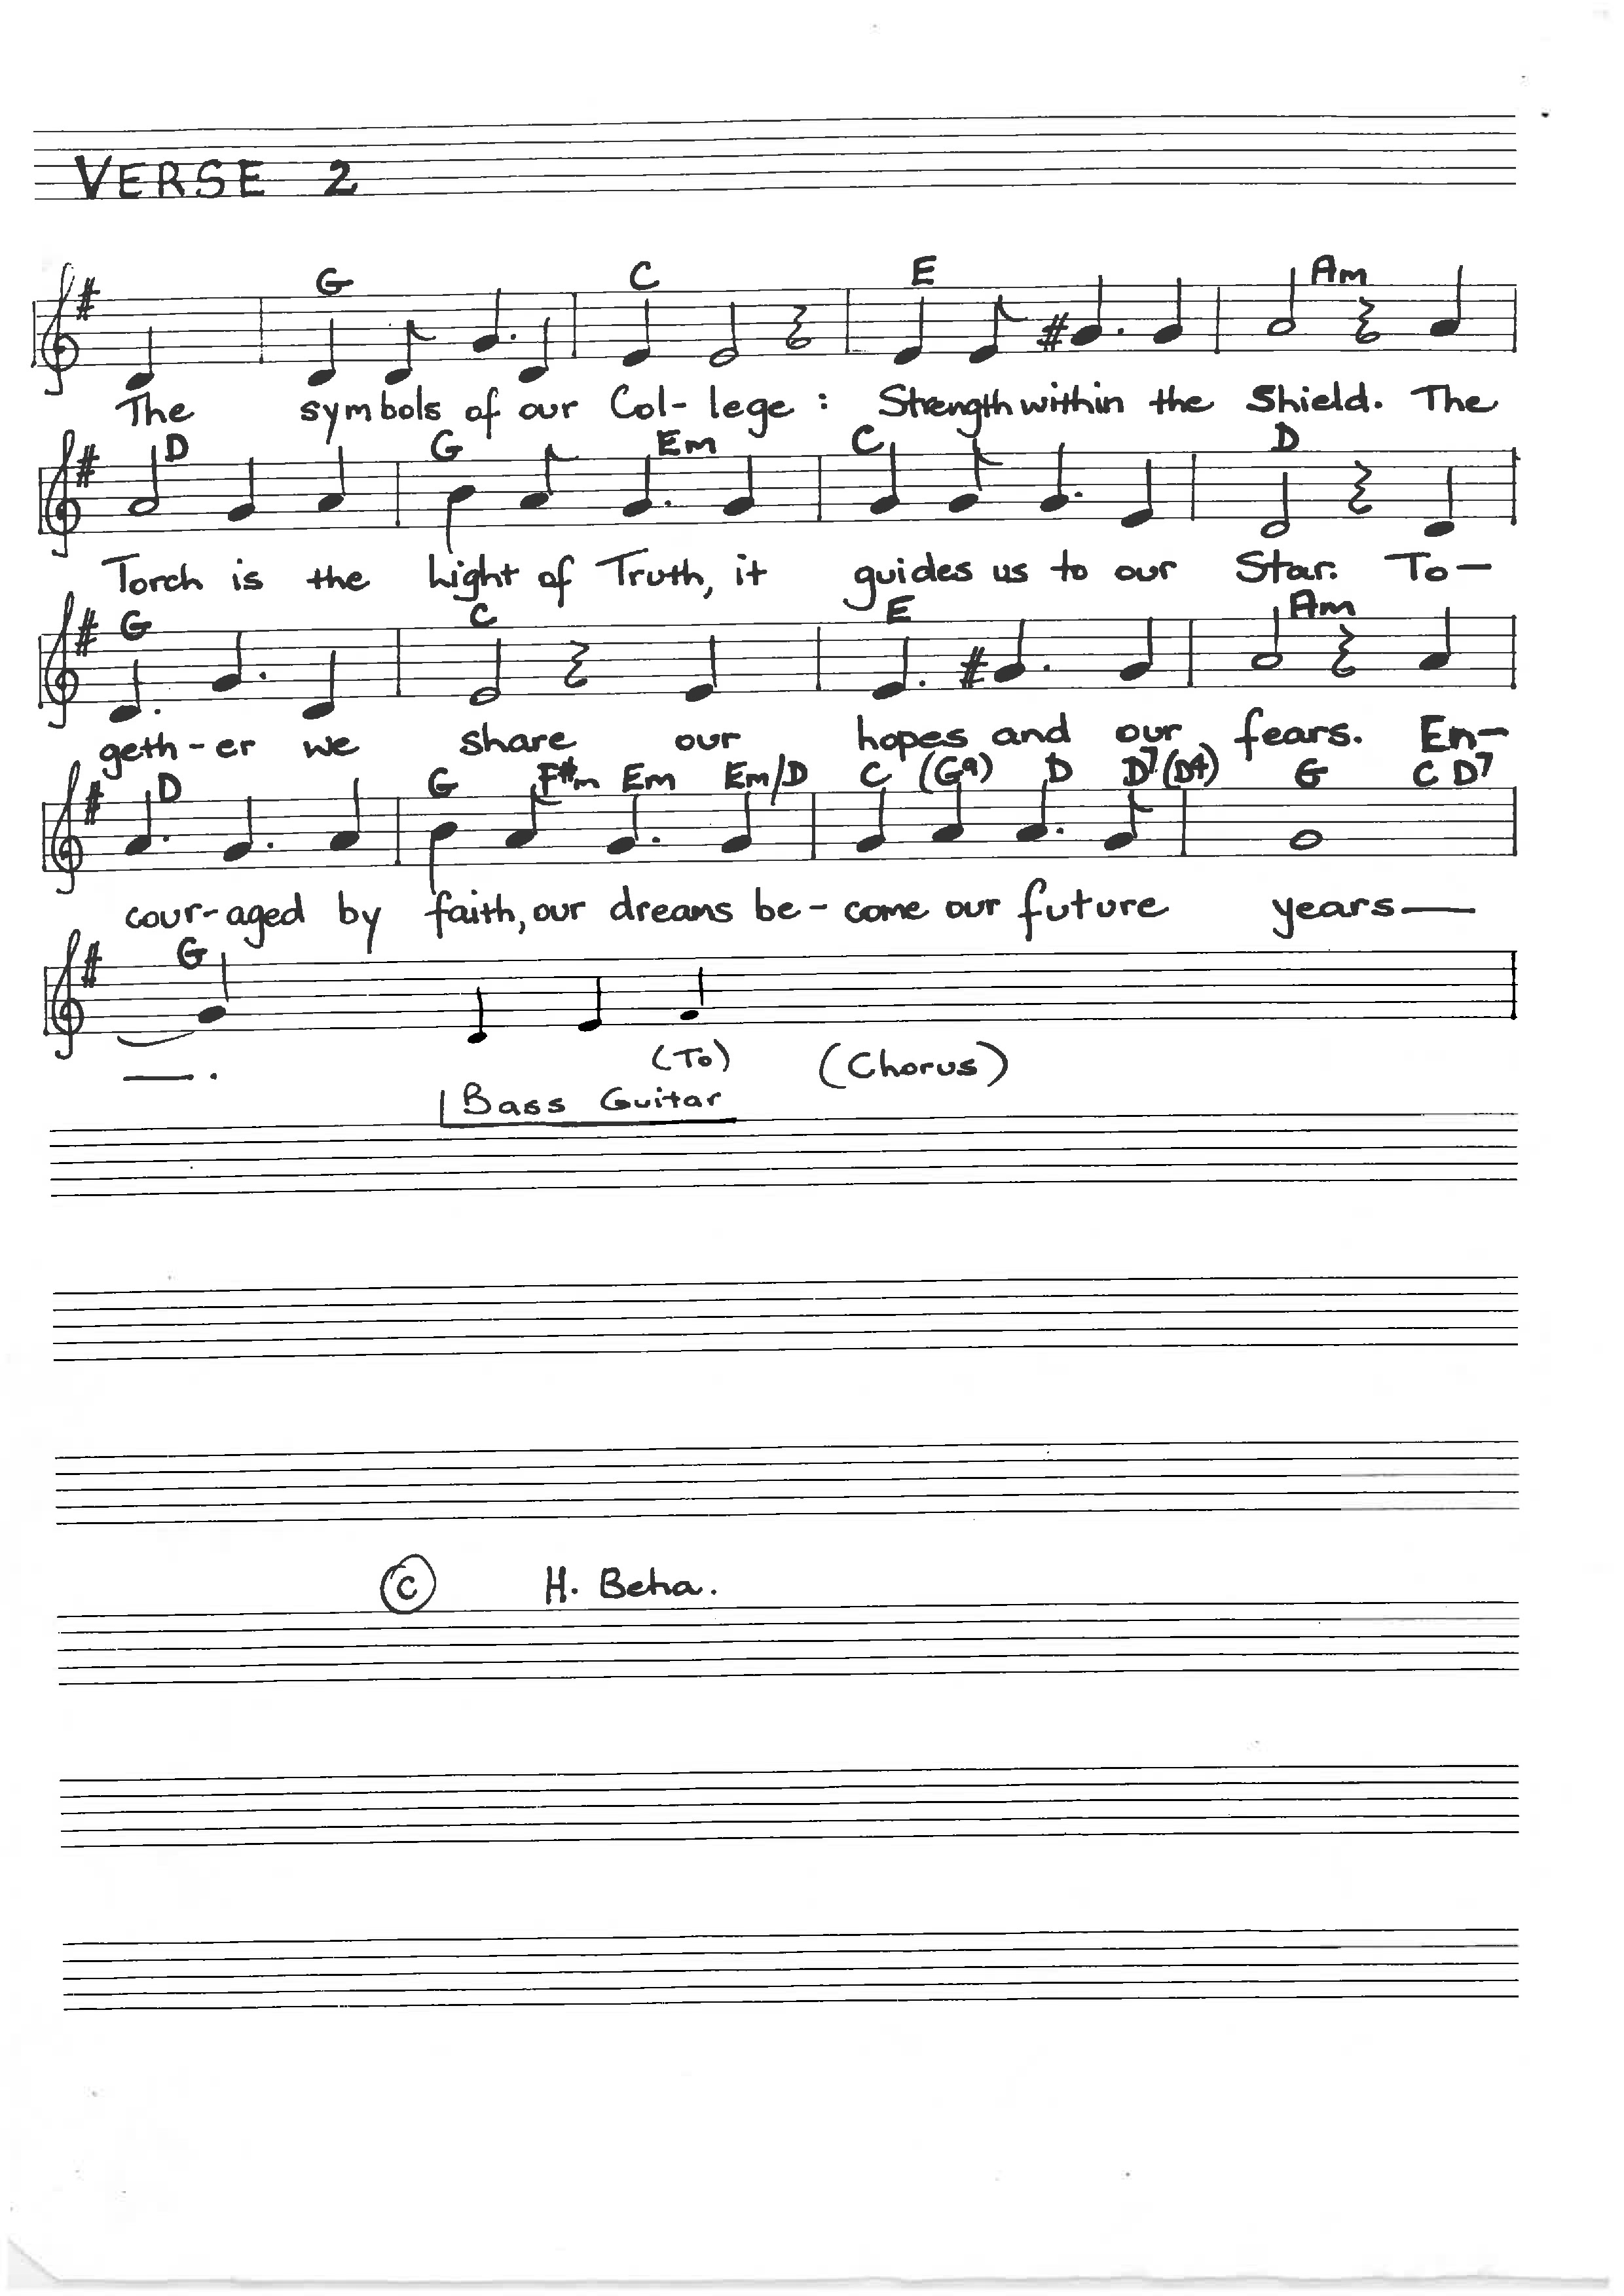 VERSE 2
G C E Am
The symbols of our Col- lege : Strength within the Shield. The
D G Em C D
Torch is the Light of Truth, it guides us to our Star. To-
G C E Am
geth-er we share our hopes and our fears. En-
D G F#m Em Em/D C (G9) D D7(D4) G C D7
cour-aged by faith, our dreams be- come our future years—
G
—. (To) (Chorus)
Bass Guitar
© H. Beha.